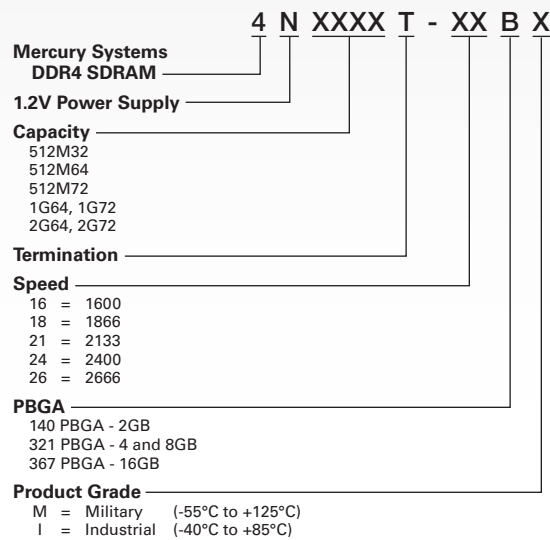 4 N XXXX T - XX B X
Mercury Systems
DDR4 SDRAM
1.2V Power Supply
Capacity
512M32
512M64
512M72
1G64, 1G72
2G64, 2G72
Termination
Speed
16 = 1600
18 = 1866
21 = 2133
24 = 2400
26 = 2666
PBGA
140 PBGA - 2GB
321 PBGA - 4 and 8GB
367 PBGA - 16GB
Product Grade
M = Military (-55°C to +125°C)
I = Industrial (-40°C to +85°C)